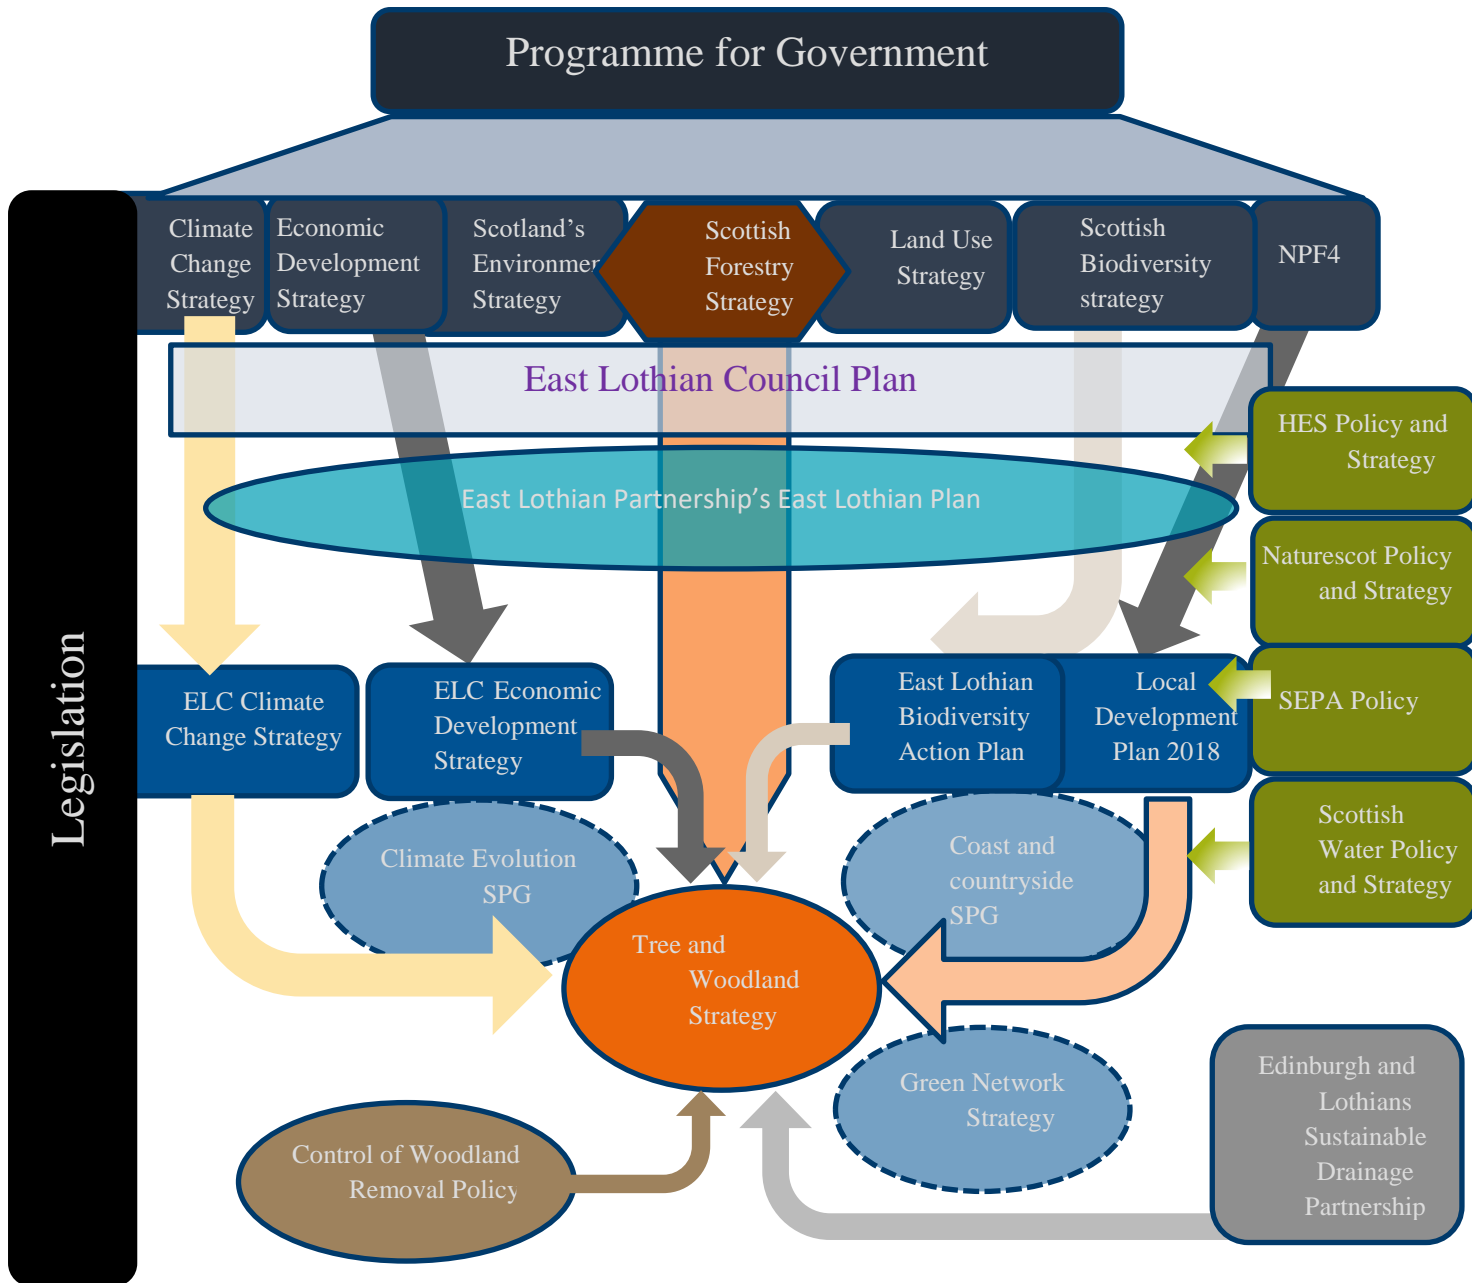 Programme for Government
Legislation
Climate
Change
Strategy
Economic
Development
Strategy
Scotland's
Environmen
Strategy
Scottish
Forestry
Strategy
Land Use
Strategy
Scottish
Biodiversity
strategy
NPF4
East Lothian Council Plan
East Lothian Partnership's East Lothian Plan
HES Policy and
Strategy
Naturescot Policy
and Strategy
SEPA Policy
Scottish
Water Policy
and Strategy
ELC Climate
Change Strategy
ELC Economic
Development
Strategy
East Lothian
Biodiversity
Action Plan
Local
Development
Plan 2018
Climate Evolution
SPG
Coast and
countryside
SPG
Tree and
Woodland
Strategy
Green Network
Strategy
Control of Woodland
Removal Policy
Edinburgh and
Lothians
Sustainable
Drainage
Partnership